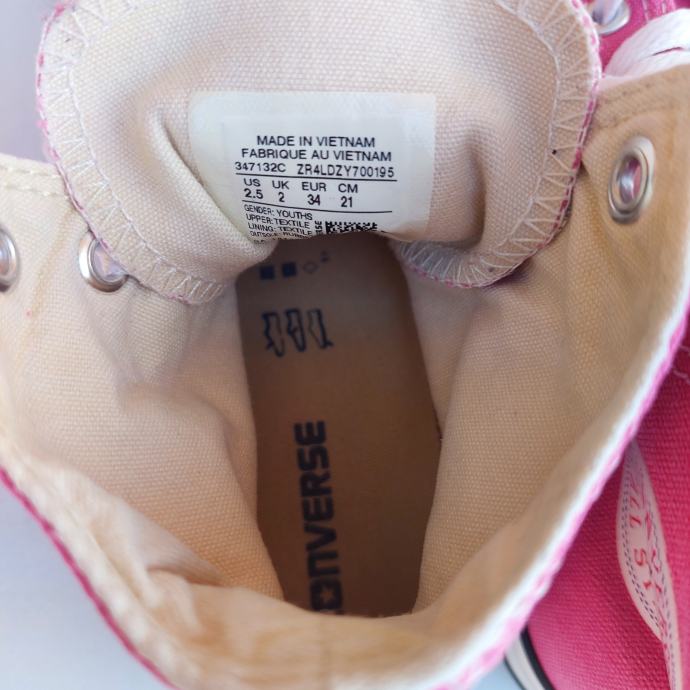 MADE IN VIETNAM
FABRIQUE AU VIETNAM
347132C ZR4LDZY700195
US UK EUR CM
2.5 2 34 21
GENDER: YOUTHS
UPPER: TEXTILE
LINING: TEXTILE
CONVERSE